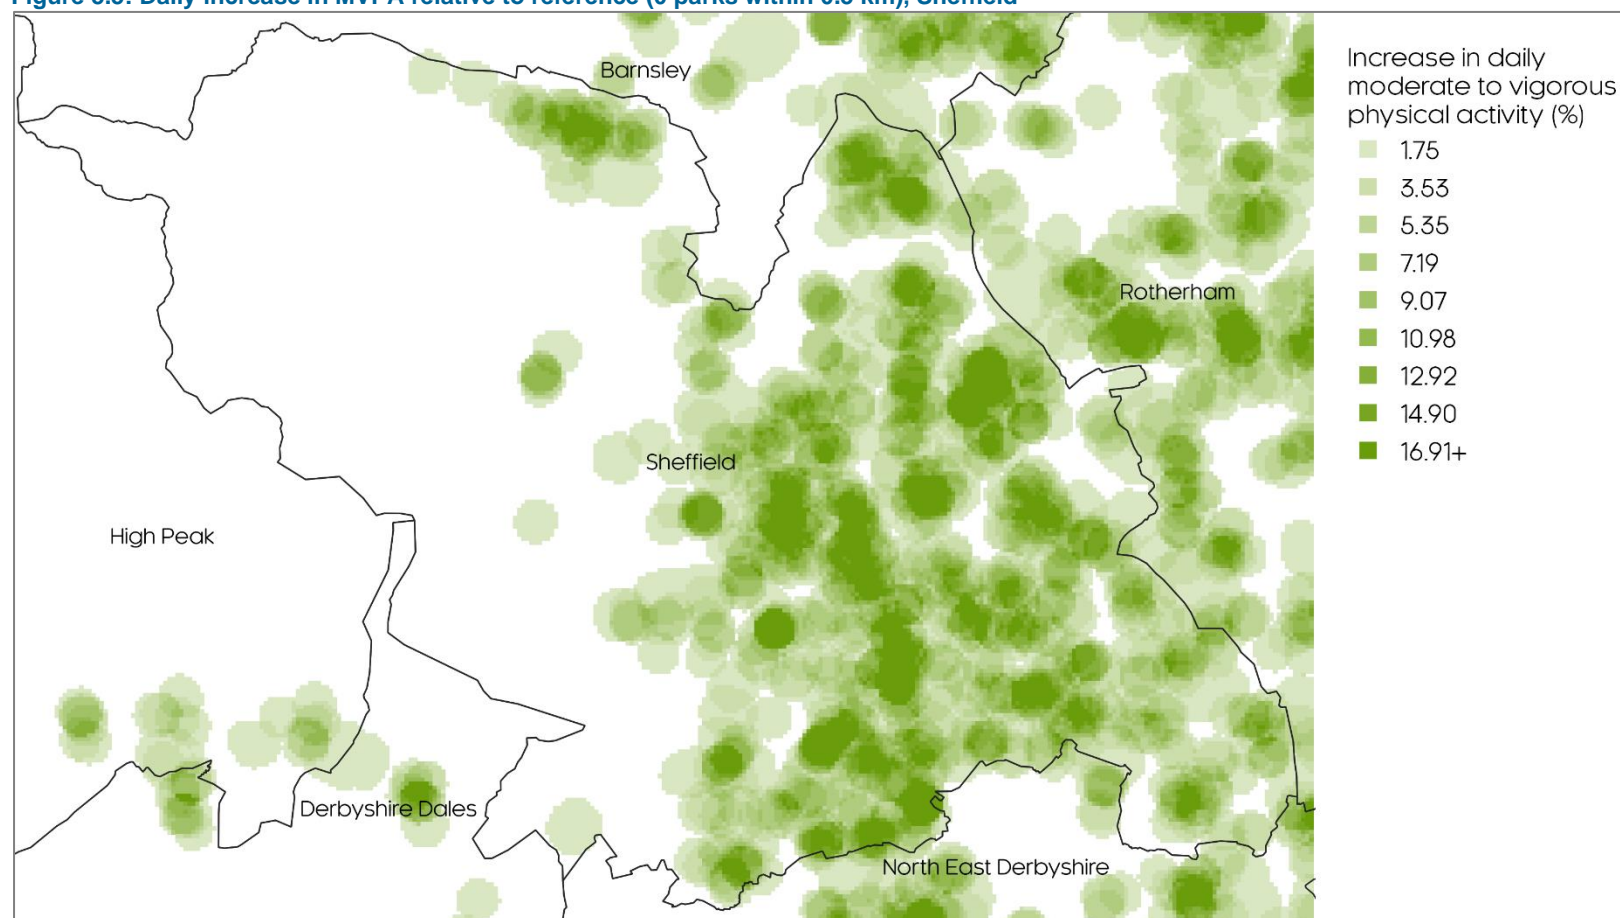 Increase in daily
moderate to vigorous
physical activity (%)
1.75
3.53
5.35
7.19
9.07
10.98
12.92
14.90
16.91+
Barnsley
Rotherham
Sheffield
High Peak
Derbyshire Dales
North East Derbyshire